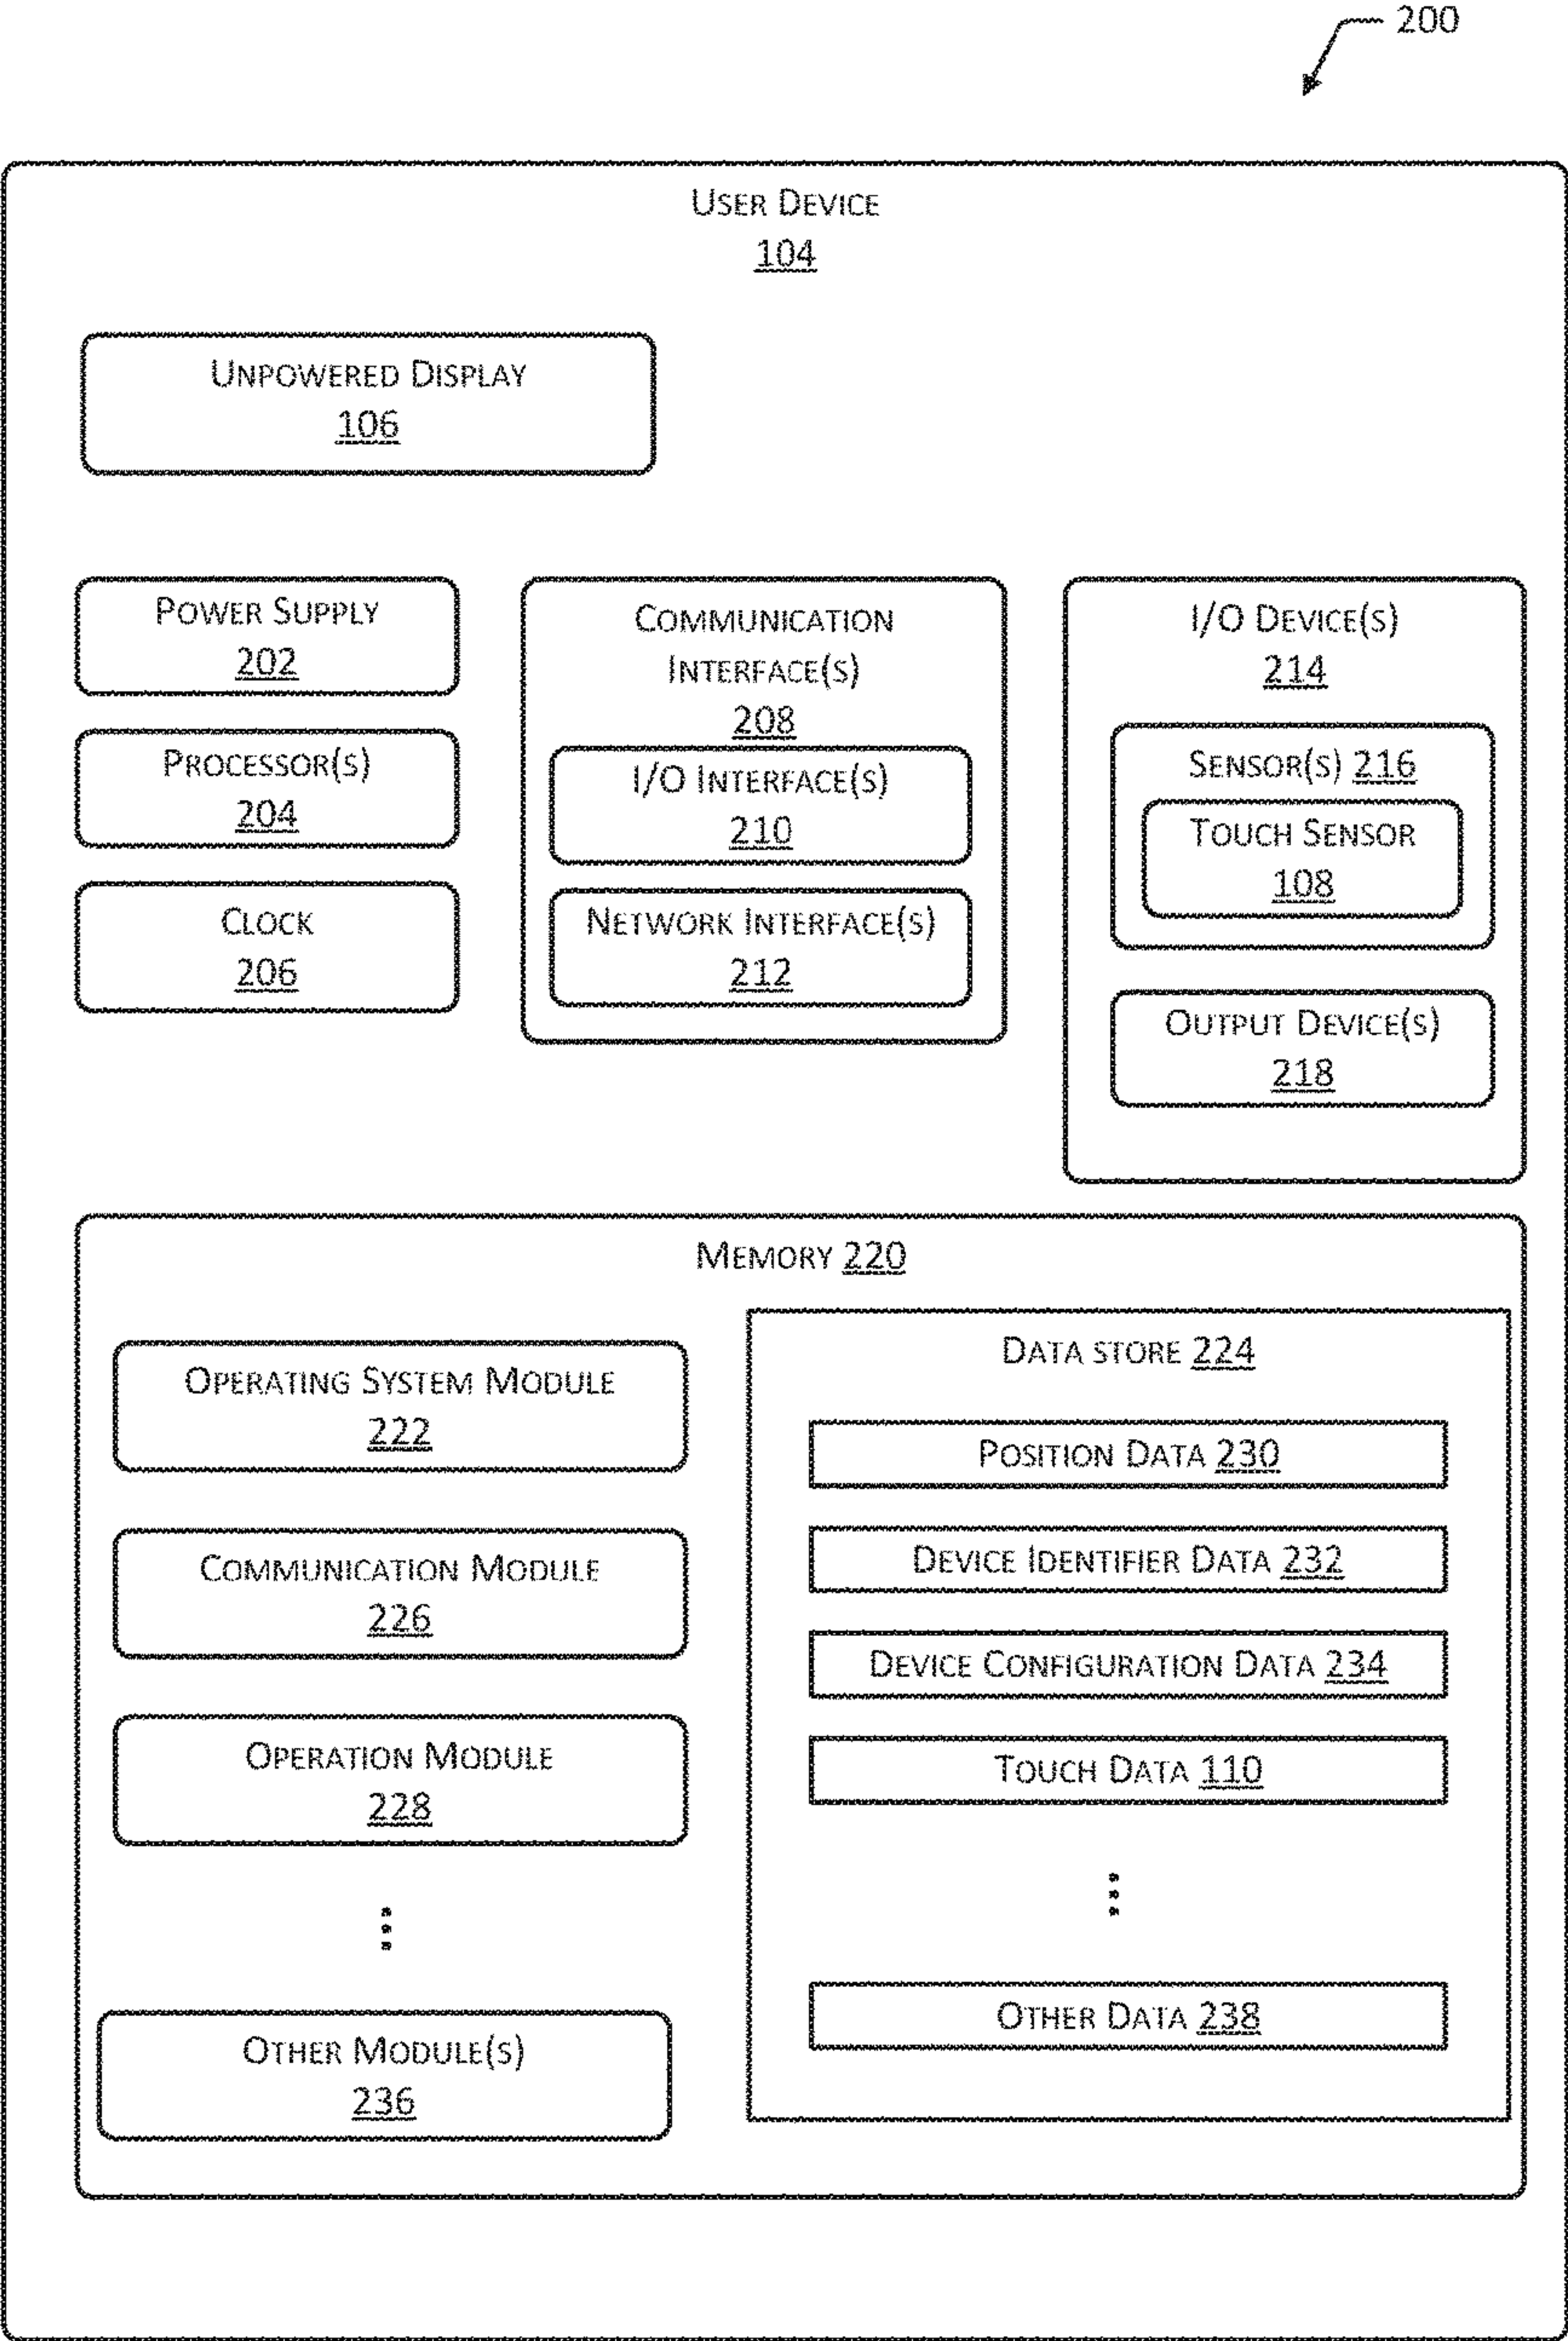 200
User Device
104
Unpowered Display
106
Power Supply
202
Processor(s)
204
Clock
206
Communication
Interface(s)
208
I/O Interface(s)
210
Network Interface(s)
212
I/O Device(s)
214
Sensor(s) 216
Touch Sensor
108
Output Device(s)
218
Memory 220
Operating System Module
222
Communication Module
226
Operation Module
228
Other Module(s)
236
Data store 224
Position Data 230
Device Identifier Data 232
Device Configuration Data 234
Touch Data 110
Other Data 238